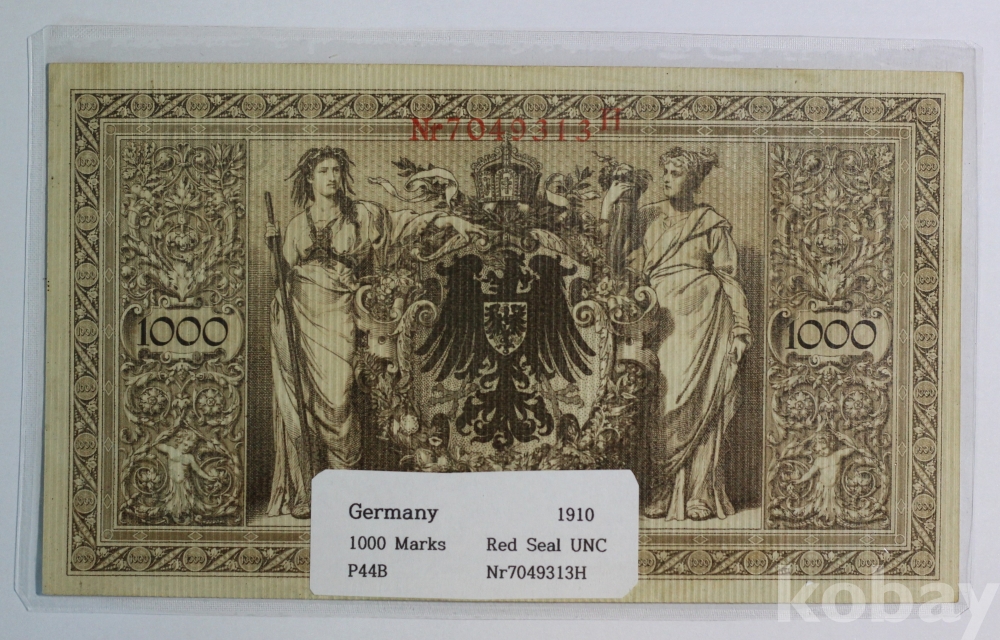 Nr7049313H
1000 1000
Germany 1910
1000 Marks Red Seal UNC
P44B Nr7049313H
kobay